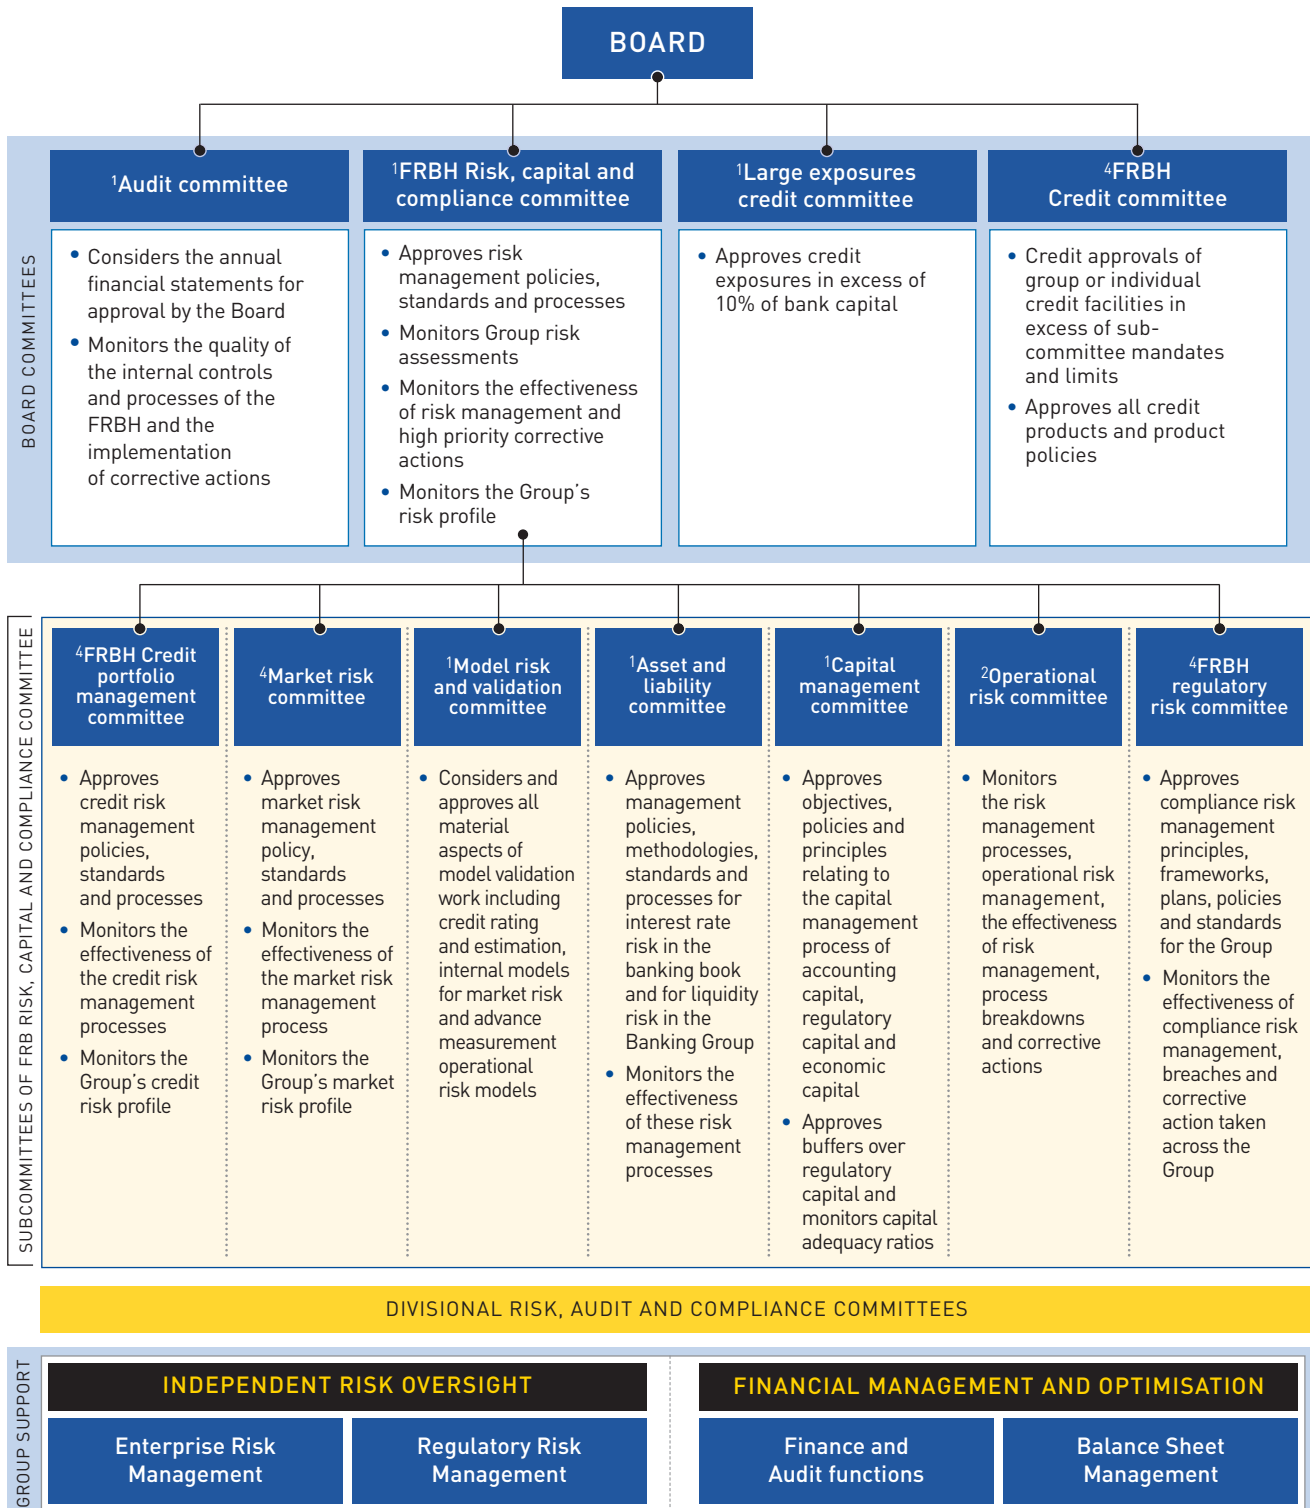 BOARD
BOARD COMMITTEES
¹Audit committee
• Considers the annual
financial statements for
approval by the Board
• Monitors the quality of
the internal controls
and processes of the
FRBH and the
implementation
of corrective actions
¹FRBH Risk, capital and
compliance committee
• Approves risk
management policies,
standards and processes
• Monitors Group risk
assessments
• Monitors the effectiveness
of risk management and
high priority corrective
actions
• Monitors the Group's
risk profile
¹Large exposures
credit committee
• Approves credit
exposures in excess of
10% of bank capital
⁴FRBH
Credit committee
• Credit approvals of
group or individual
credit facilities in
excess of sub-
committee mandates
and limits
• Approves all credit
products and product
policies
SUBCOMMITTEES OF FRB RISK, CAPITAL AND COMPLIANCE COMMITTEE
⁴FRBH Credit
portfolio
management
committee
• Approves
credit risk
management
policies,
standards
and processes
• Monitors the
effectiveness of
the credit risk
management
processes
• Monitors the
Group's credit
risk profile
⁴Market risk
committee
• Approves
market risk
management
policy,
standards
and processes
• Monitors the
effectiveness of
the market risk
management
process
• Monitors the
Group's market
risk profile
¹Model risk
and validation
committee
• Considers and
approves all
material
aspects of
model validation
work including
credit rating
and estimation,
internal models
for market risk
and advance
measurement
operational
risk models
¹Asset and
liability
committee
• Approves
management
policies,
methodologies,
standards and
processes for
interest rate
risk in the
banking book
and for liquidity
risk in the
Banking Group
• Monitors the
effectiveness
of these risk
management
processes
¹Capital
management
committee
• Approves
objectives,
policies and
principles
relating to
the capital
management
process of
accounting
capital,
regulatory
capital and
economic
capital
• Approves
buffers over
regulatory
capital and
monitors capital
adequacy ratios
²Operational
risk committee
• Monitors
the risk
management
processes,
operational risk
management,
the effectiveness
of risk
management,
process
breakdowns
and corrective
actions
⁴FRBH
regulatory
risk committee
• Approves
compliance risk
management
principles,
frameworks,
plans, policies
and standards
for the Group
• Monitors the
effectiveness of
compliance risk
management,
breaches and
corrective
action taken
across the
Group
DIVISIONAL RISK, AUDIT AND COMPLIANCE COMMITTEES
GROUP SUPPORT
INDEPENDENT RISK OVERSIGHT
Enterprise Risk
Management
Regulatory Risk
Management
FINANCIAL MANAGEMENT AND OPTIMISATION
Finance and
Audit functions
Balance Sheet
Management